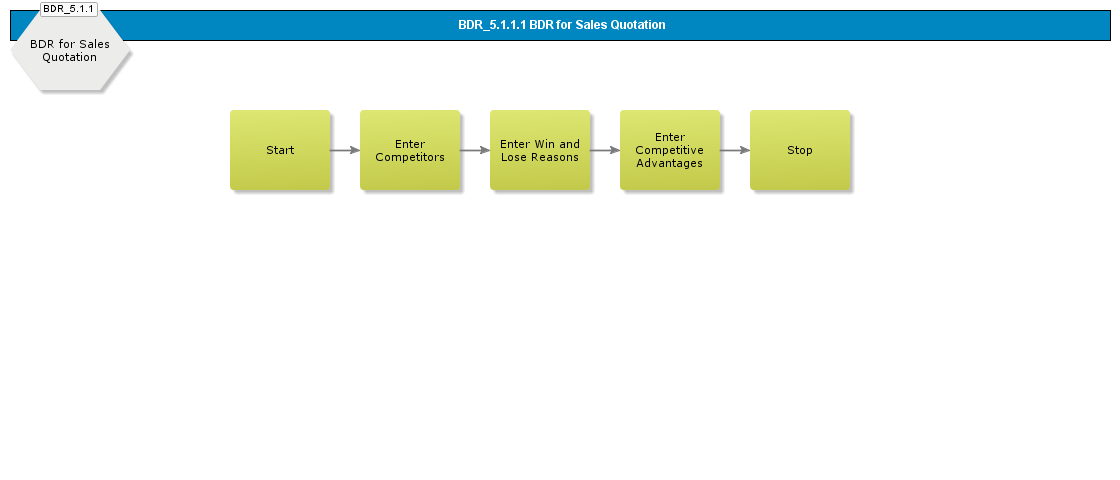 BDR_5.1.1
BDR_5.1.1.1 BDR for Sales Quotation
BDR for Sales
Quotation
Start
Enter
Competitors
Enter Win and
Lose Reasons
Enter
Competitive
Advantages
Stop